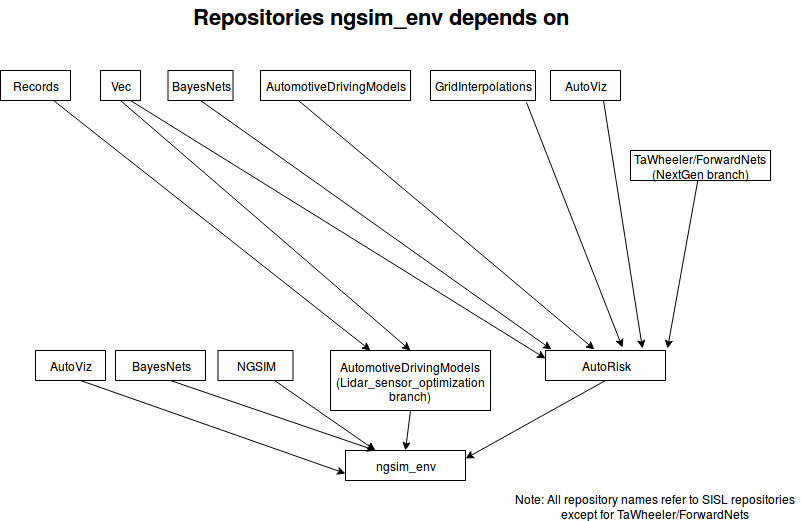 Repositories ngsim_env depends on
Records
Vec
BayesNets
AutomotiveDrivingModels
GridInterpolations
AutoViz
TaWheeler/ForwardNets
(NextGen branch)
AutoViz
BayesNets
NGSIM
AutomotiveDrivingModels
(Lidar_sensor_optimization
branch)
AutoRisk
ngsim_env
Note: All repository names refer to SISL repositories
except for TaWheeler/ForwardNets